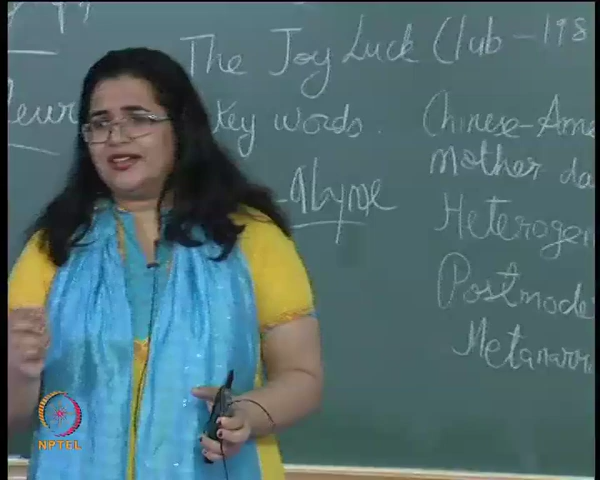 The Joy Luck Club - 198
Key words. Chinese-Ame
Mother da
Heterogen
Postmode
Metanarr
NPTEL